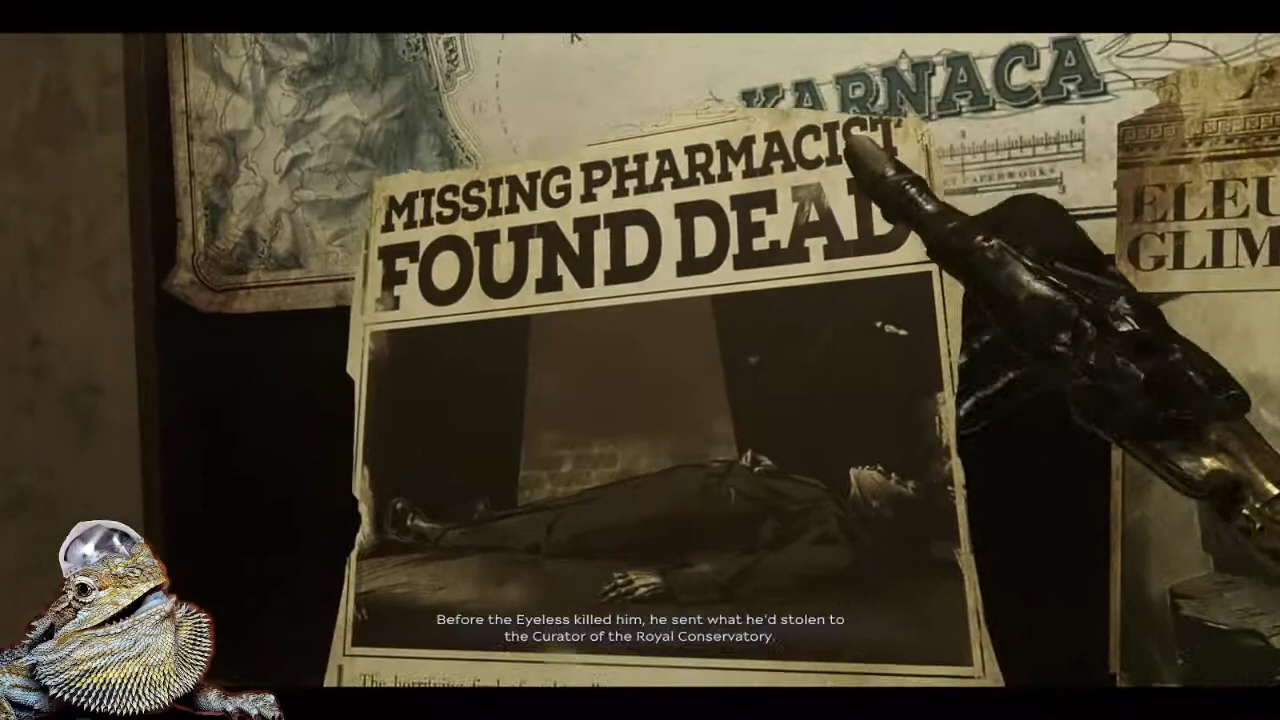 KARNACA
MISSING PHARMACIST
FOUND DEAD
ELEU
GLIM
Before the Eyeless killed him, he sent what he'd stolen to
the Curator of the Royal Conservatory.